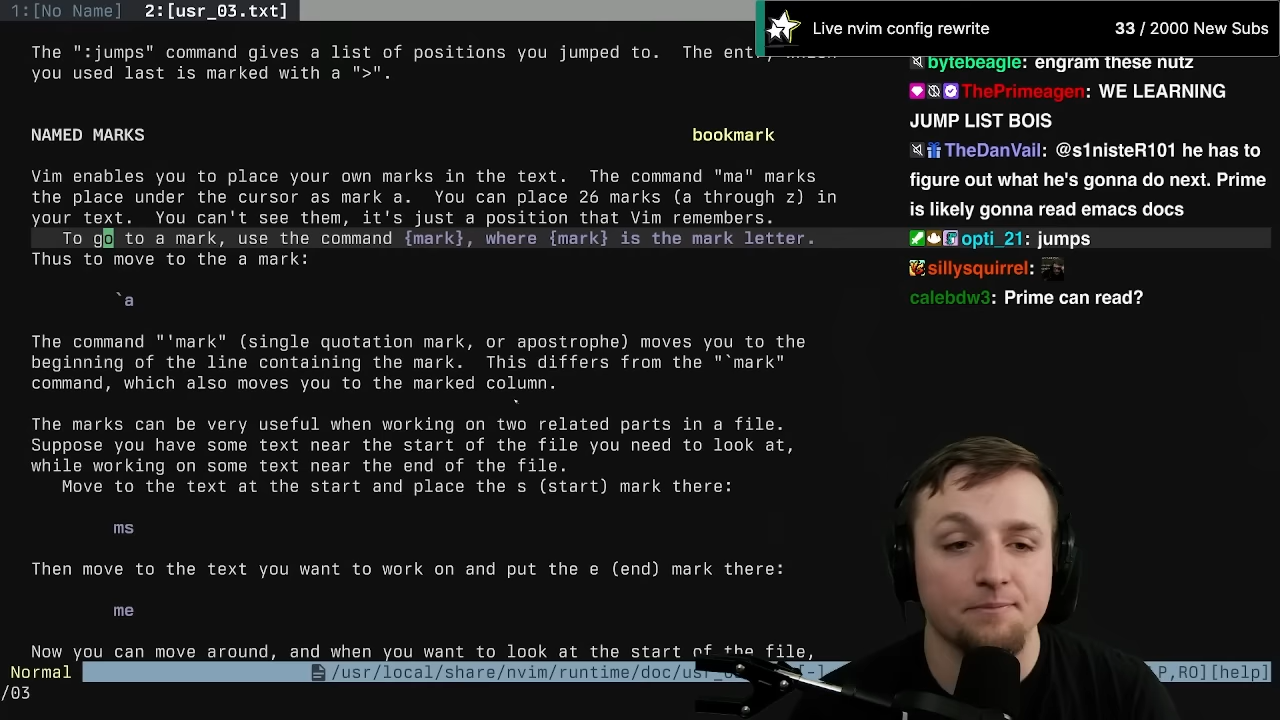 1:[No Name]  2:[usr_03.txt]
The ":jumps" command gives a list of positions you jumped to.  The entry, which
you used last is marked with a ">".
NAMED MARKS bookmark
Vim enables you to place your own marks in the text.  The command "ma" marks
the place under the cursor as mark a.  You can place 26 marks (a through z) in
your text.  You can't see them, it's just a position that Vim remembers.
To go to a mark, use the command {mark}, where {mark} is the mark letter.
Thus to move to the a mark:
`a
The command "'mark" (single quotation mark, or apostrophe) moves you to the
beginning of the line containing the mark.  This differs from the "`mark"
command, which also moves you to the marked column.
The marks can be very useful when working on two related parts in a file.
Suppose you have some text near the start of the file you need to look at,
while working on some text near the end of the file.
Move to the text at the start and place the s (start) mark there:
ms
Then move to the text you want to work on and put the e (end) mark there:
me
Now you can move around, and when you want to look at the start of the file,
Normal /usr/local/share/nvim/runtime/doc/usr_ [-] P,RO][help]
/03
Live nvim config rewrite 33 / 2000 New Subs
bytebeagle: engram these nutz
ThePrimeagen: WE LEARNING
JUMP LIST BOIS
TheDanVail: @s1nisteR101 he has to
figure out what he's gonna do next. Prime
is likely gonna read emacs docs
opti_21: jumps
sillysquirrel:
calebdw3: Prime can read?